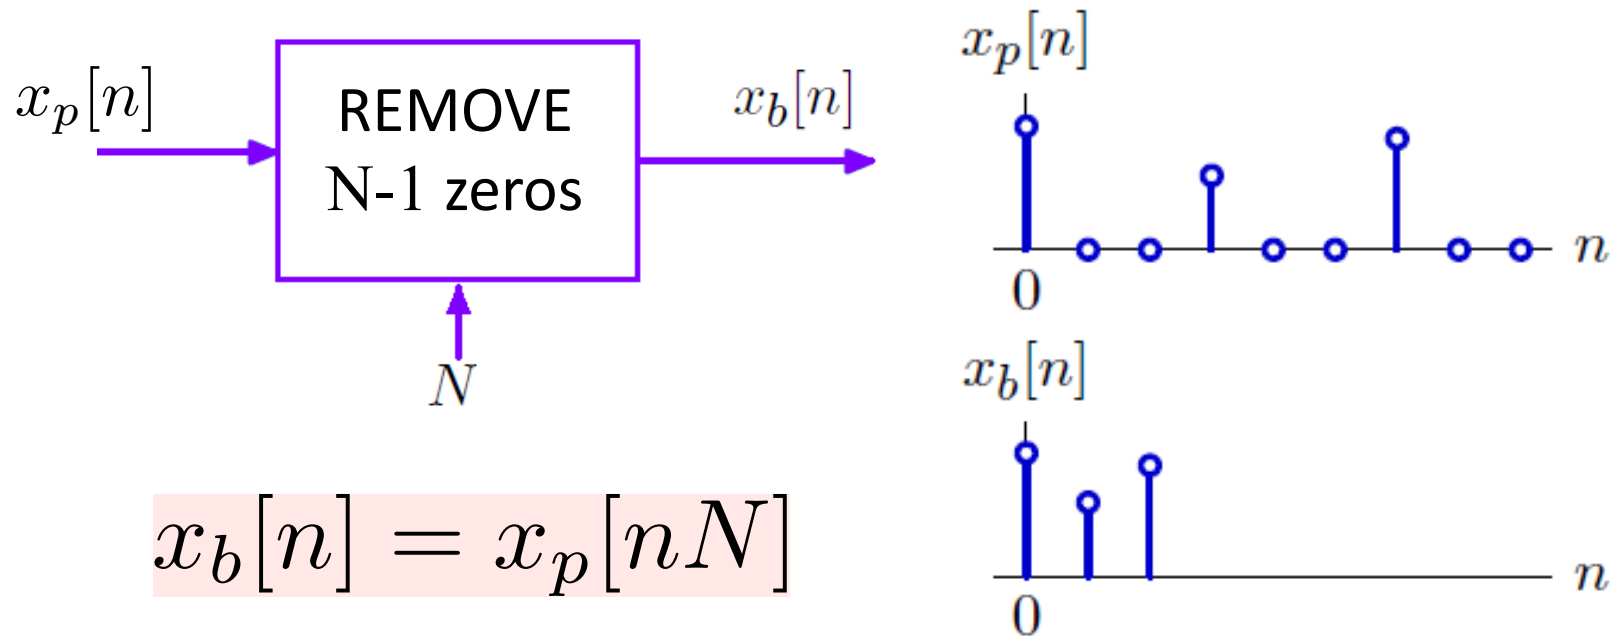 x_p[n]
REMOVE
N-1 zeros
x_b[n]
N
x_b[n] = x_p[nN]
x_p[n]
n
0
x_b[n]
n
0